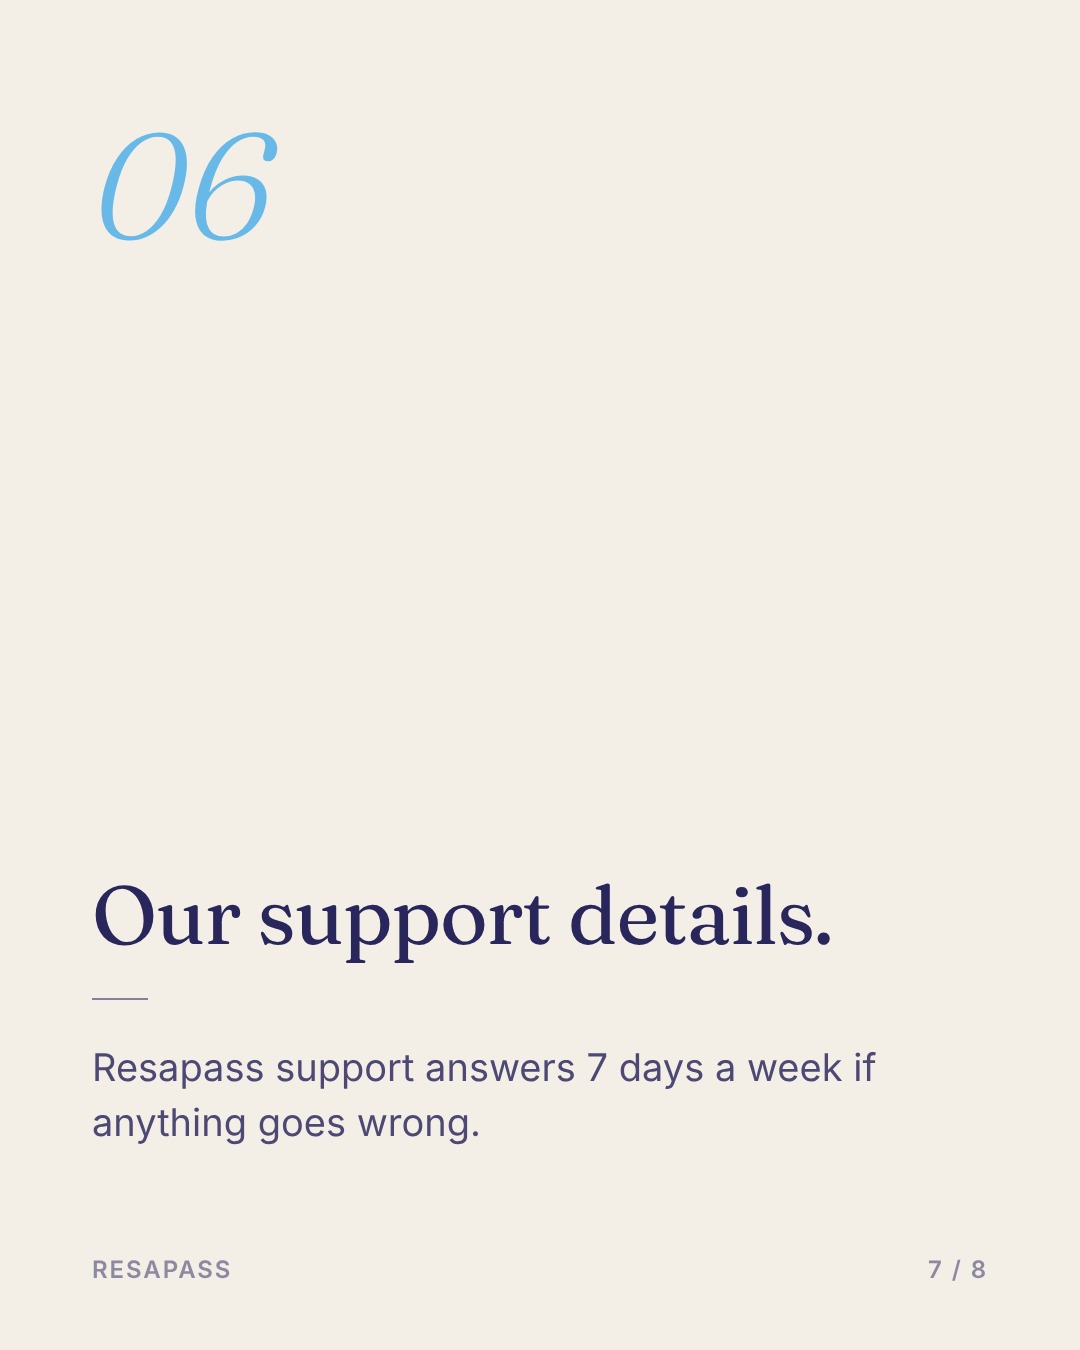 06
Our support details.
Resapass support answers 7 days a week if
anything goes wrong.
RESAPASS
7 / 8